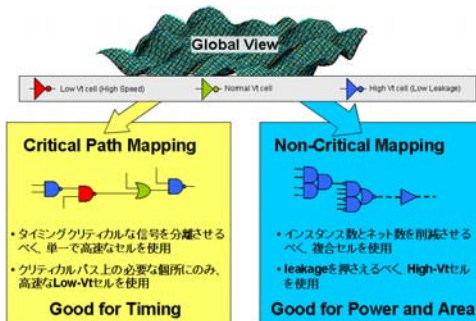 Global View
Low Vt cell (High Speed)
Normal Vt cell
High Vt cell (Low Leakage)
Critical Path Mapping
• タイミングクリティカルな信号を分離させる
べく、単一で高速なセルを使用
• クリティカルパス上の必要な個所にのみ、
高速なLow-Vtセルを使用
Good for Timing
Non-Critical Mapping
• インスタンス数とネット数を削減させる
べく、複合セルを使用
• leakageを押さえるべく、High-Vtセル
を使用
Good for Power and Area